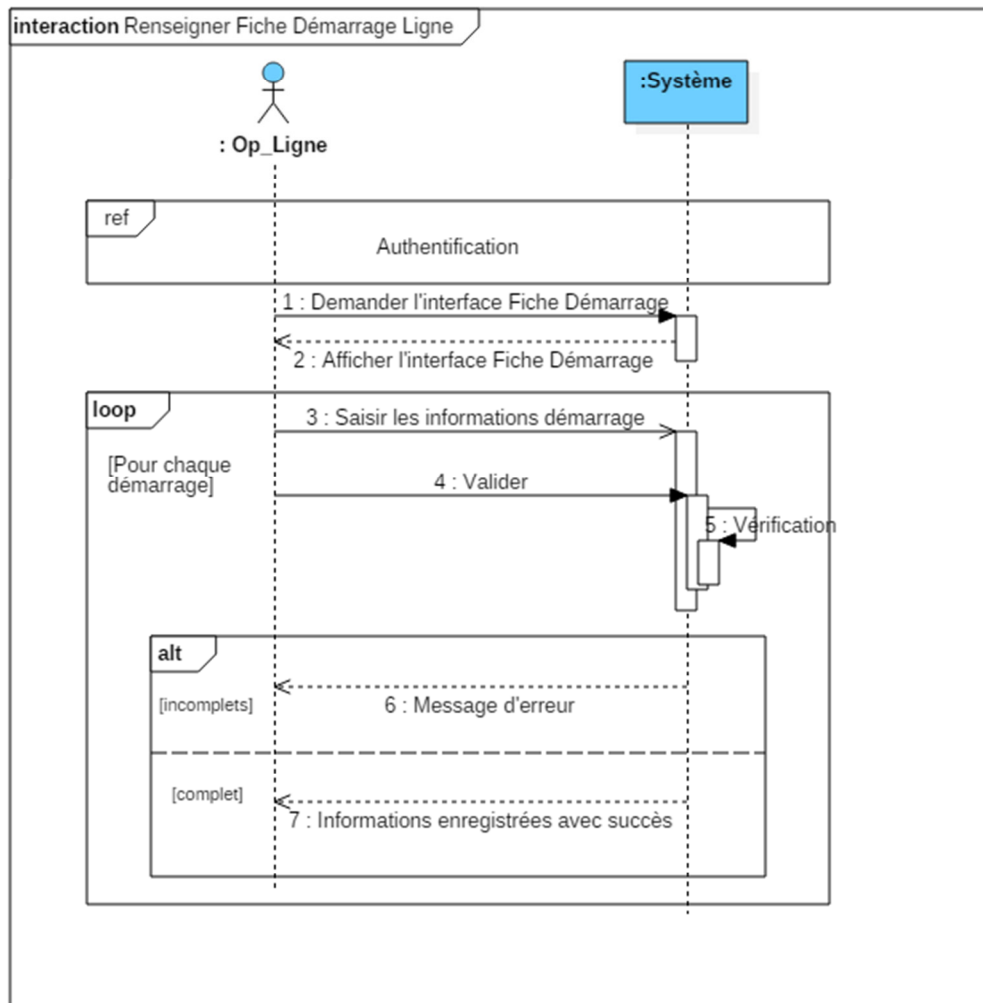 interaction Renseigner Fiche Démarrage Ligne
:Système
: Op_Ligne
ref
Authentification
1 : Demander l'interface Fiche Démarrage
2 : Afficher l'interface Fiche Démarrage
loop
3 : Saisir les informations démarrage
[Pour chaque
démarrage]
4 : Valider
5 : Vérification
alt
[incomplets]
6 : Message d'erreur
[complet]
7 : Informations enregistrées avec succès